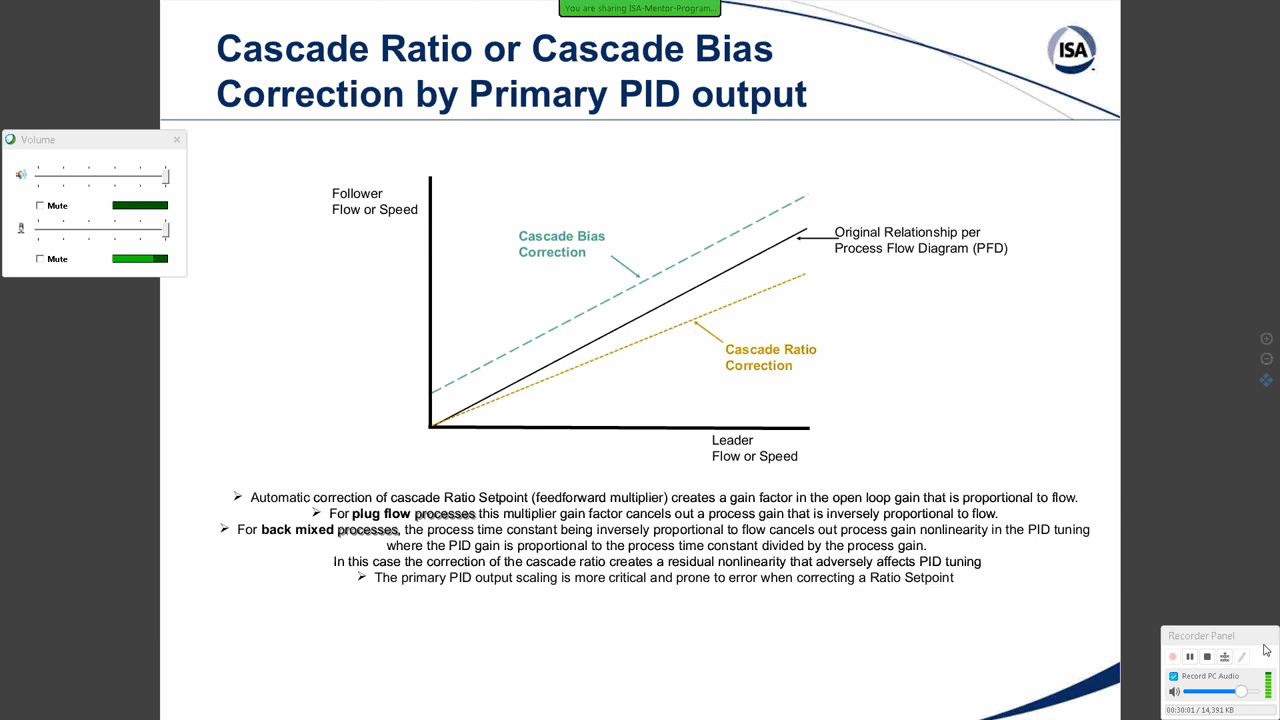 You are sharing ISA-Mentor-Program...
Cascade Ratio or Cascade Bias
Correction by Primary PID output
ISA
Volume
Mute
Mute
Follower
Flow or Speed
Cascade Bias
Correction
Original Relationship per
Process Flow Diagram (PFD)
Cascade Ratio
Correction
Leader
Flow or Speed
Automatic correction of cascade Ratio Setpoint (feedforward multiplier) creates a gain factor in the open loop gain that is proportional to flow.
For plug flow processes this multiplier gain factor cancels out a process gain that is inversely proportional to flow.
For back mixed processes, the process time constant being inversely proportional to flow cancels out process gain nonlinearity in the PID tuning
where the PID gain is proportional to the process time constant divided by the process gain.
In this case the correction of the cascade ratio creates a residual nonlinearity that adversely affects PID tuning
The primary PID output scaling is more critical and prone to error when correcting a Ratio Setpoint
Recorder Panel
Record PC Audio
00:30:01 / 14,391 KB